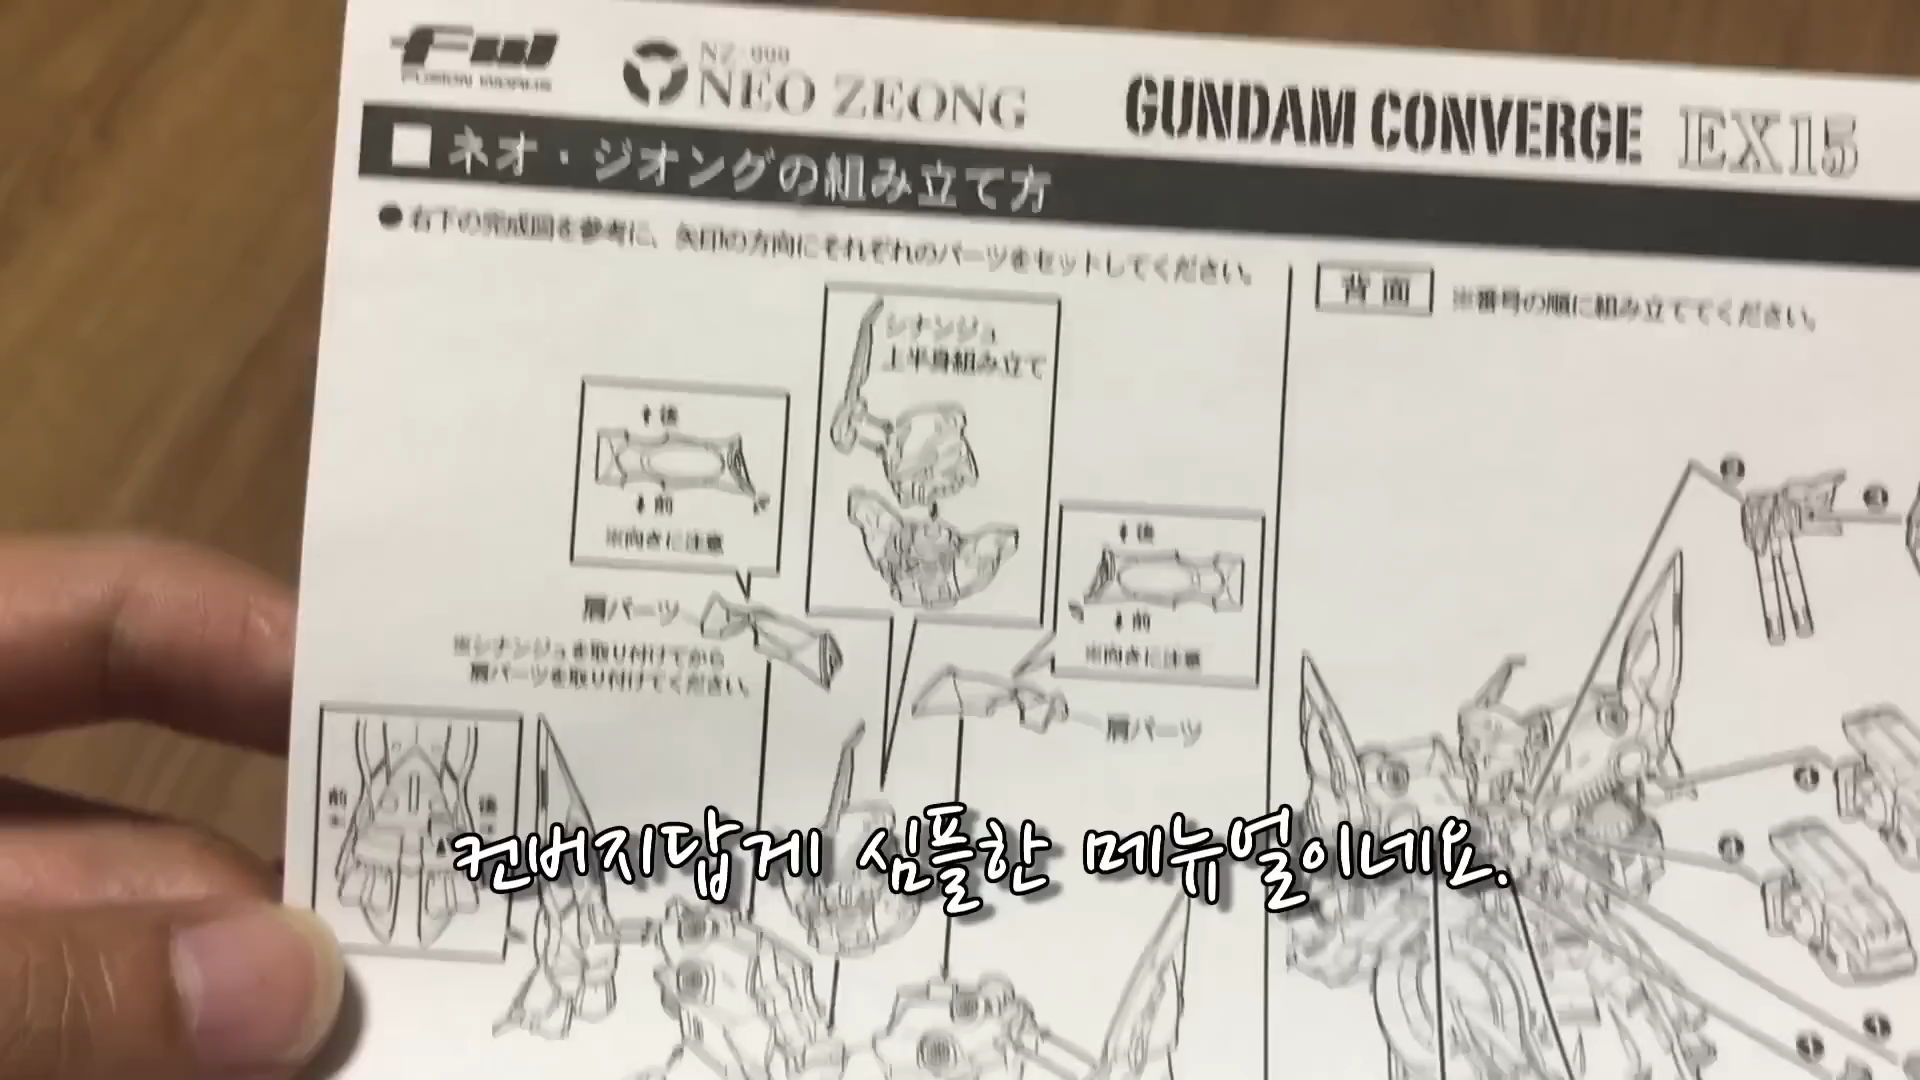 FW
FUSION WORKS
NZ-999
NEO ZEONG
GUNDAM CONVERGE EX15
ネオ・ジオングの組み立て方
●右下の完成図を参考に、矢印の方向にそれぞれのパーツをセットしてください。
背面
※番号の順に組み立ててください。
シナンジュ
上半身組み立て
後
前
※向きに注意
後
前
※向きに注意
肩パーツ
※シナンジュを取り付けてから
肩パーツを取り付けてください。
肩パーツ
前
後
컨버지답게 심플한 메뉴얼이네요.